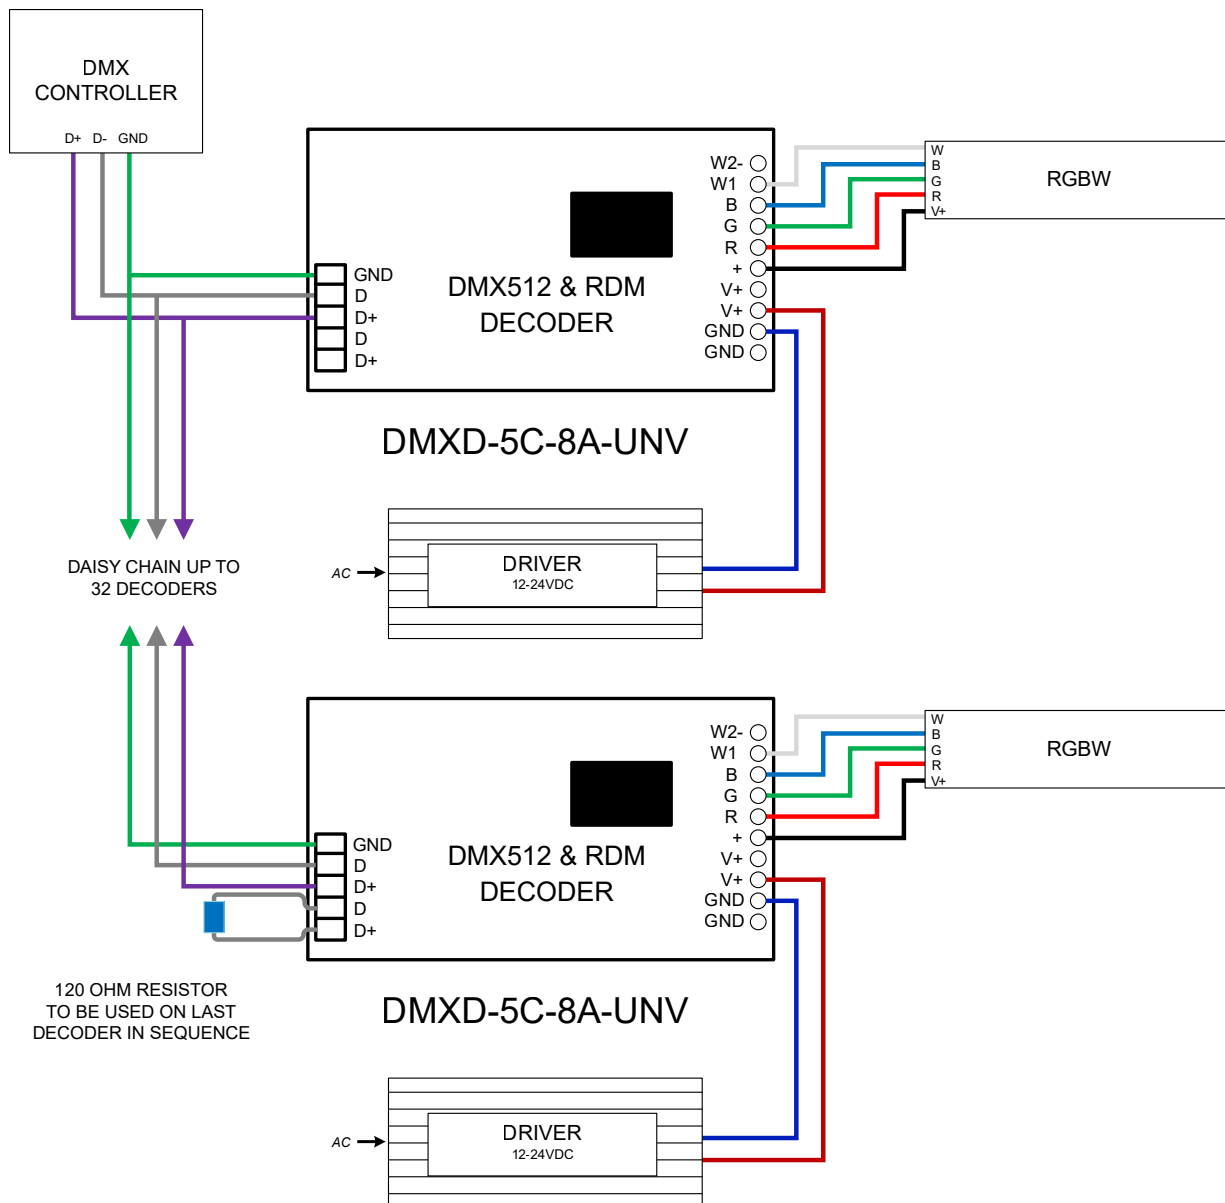 DMX
CONTROLLER
D+ D- GND
W2-
W1
B
G
R
+
V+
V+
GND
GND
GND
D
D+
D
D+
DMX512 & RDM
DECODER
W
B
G
R
V+
RGBW
DMXD-5C-8A-UNV
DAISY CHAIN UP TO
32 DECODERS
AC
DRIVER
12-24VDC
W2-
W1
B
G
R
+
V+
V+
GND
GND
GND
D
D+
D
D+
DMX512 & RDM
DECODER
W
B
G
R
V+
RGBW
120 OHM RESISTOR
TO BE USED ON LAST
DECODER IN SEQUENCE
DMXD-5C-8A-UNV
AC
DRIVER
12-24VDC